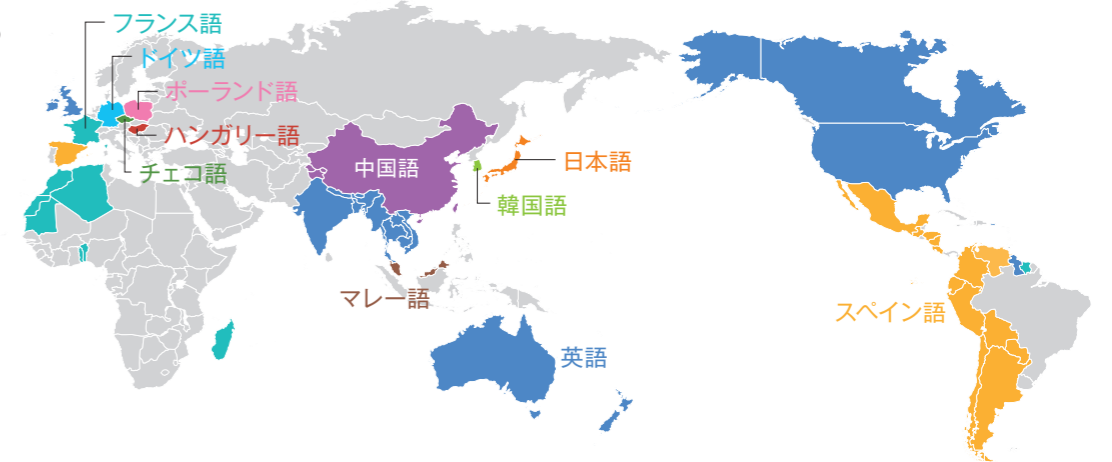 フランス語
ドイツ語
ポーランド語
ハンガリー語
チェコ語
中国語
日本語
韓国語
マレー語
スペイン語
英語